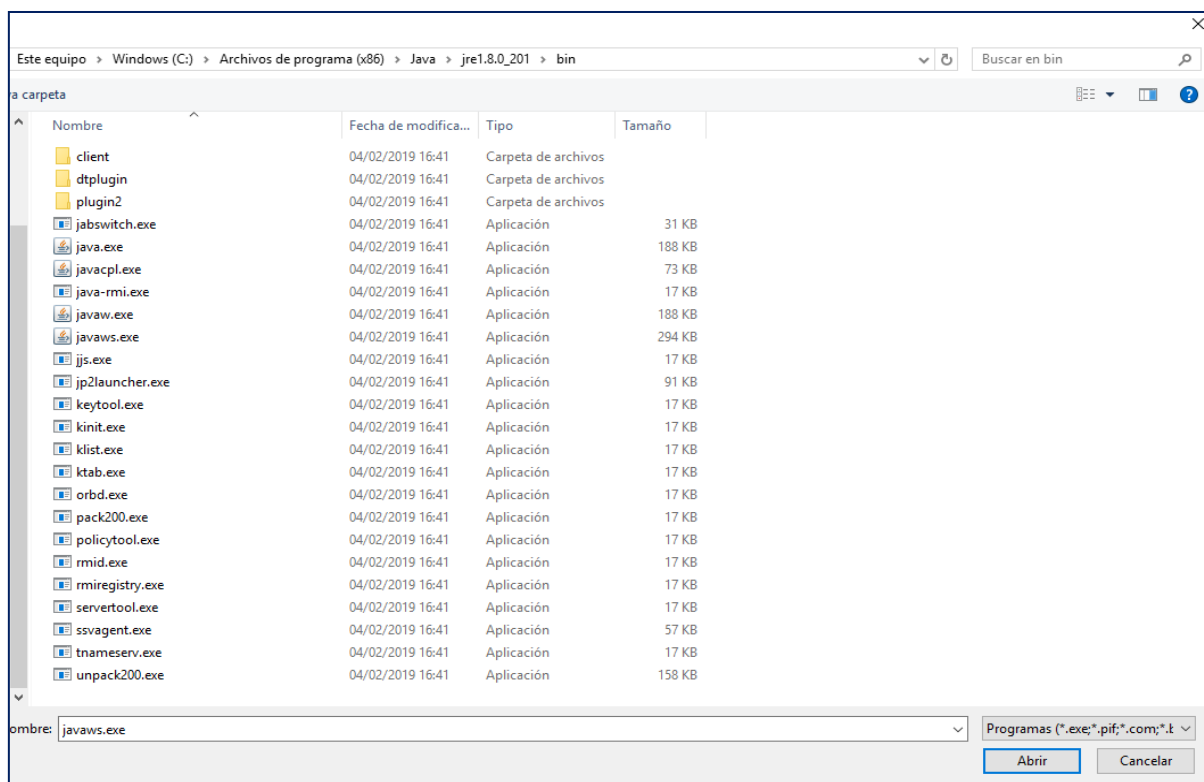 Este equipo > Windows (C:) > Archivos de programa (x86) > Java > jre1.8.0_201 > bin Buscar en bin
va carpeta
Nombre Fecha de modifica... Tipo Tamaño
client 04/02/2019 16:41 Carpeta de archivos
dtplugin 04/02/2019 16:41 Carpeta de archivos
plugin2 04/02/2019 16:41 Carpeta de archivos
jabswitch.exe 04/02/2019 16:41 Aplicación 31 KB
java.exe 04/02/2019 16:41 Aplicación 188 KB
javacpl.exe 04/02/2019 16:41 Aplicación 73 KB
java-rmi.exe 04/02/2019 16:41 Aplicación 17 KB
javaw.exe 04/02/2019 16:41 Aplicación 188 KB
javaws.exe 04/02/2019 16:41 Aplicación 294 KB
jjs.exe 04/02/2019 16:41 Aplicación 17 KB
jp2launcher.exe 04/02/2019 16:41 Aplicación 91 KB
keytool.exe 04/02/2019 16:41 Aplicación 17 KB
kinit.exe 04/02/2019 16:41 Aplicación 17 KB
klist.exe 04/02/2019 16:41 Aplicación 17 KB
ktab.exe 04/02/2019 16:41 Aplicación 17 KB
orbd.exe 04/02/2019 16:41 Aplicación 17 KB
pack200.exe 04/02/2019 16:41 Aplicación 17 KB
policytool.exe 04/02/2019 16:41 Aplicación 17 KB
rmid.exe 04/02/2019 16:41 Aplicación 17 KB
rmiregistry.exe 04/02/2019 16:41 Aplicación 17 KB
servertool.exe 04/02/2019 16:41 Aplicación 17 KB
ssvagent.exe 04/02/2019 16:41 Aplicación 57 KB
tnameserv.exe 04/02/2019 16:41 Aplicación 17 KB
unpack200.exe 04/02/2019 16:41 Aplicación 158 KB
ombre: javaws.exe Programas (*.exe;*.pif;*.com;*.b
Abrir Cancelar